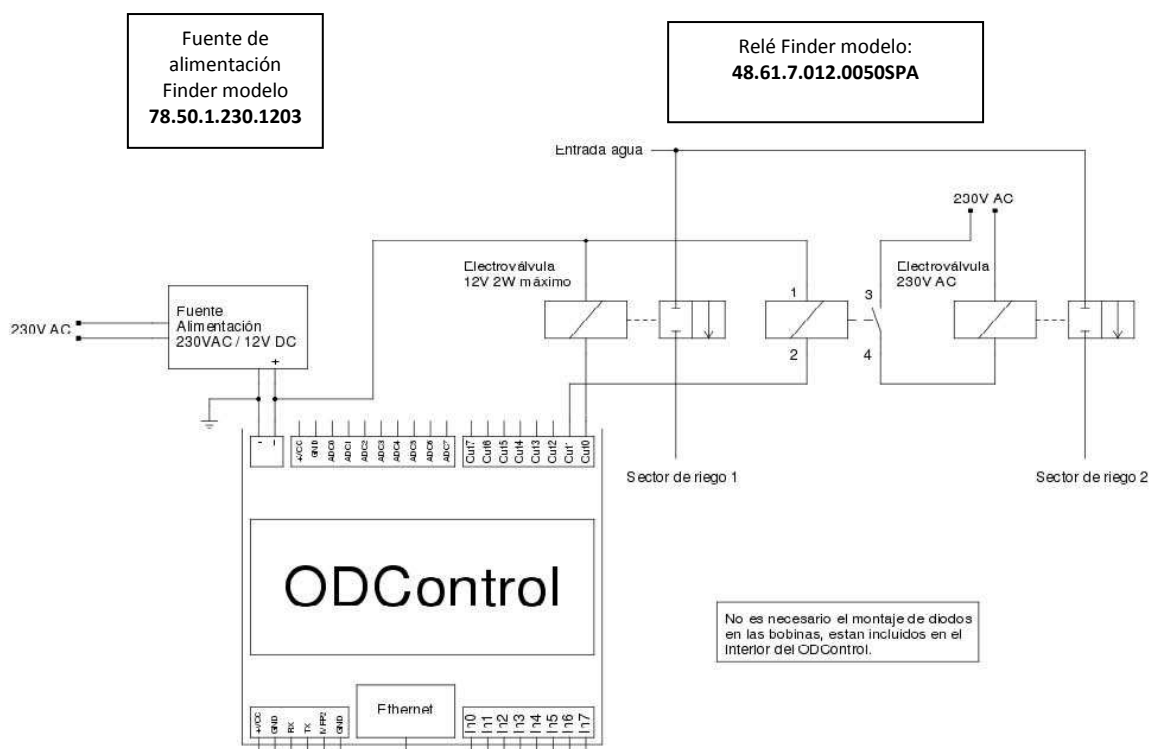 Fuente de
alimentación
Finder modelo
78.50.1.230.1203
Relé Finder modelo:
48.61.7.012.0050SPA
Entrada agua
230V AC
Electroválvula
12V 2W máximo
Electroválvula
230V AC
1
3
2
4
230V AC
Fuente
Alimentación
230VAC / 12V DC
+
-
+VCC
GND
ADC0
ADC1
ADC2
ADC3
ADC4
ADC5
ADC6
ADC7
Out7
Out6
Out5
Out4
Out3
Out2
Out1
Out0
Sector de riego 1
Sector de riego 2
ODControl
No es necesario el montaje de diodos
en las bobinas, estan incluidos en el
interior del ODControl.
Ethernet
+VCC
GND
RX
TX
GND
In0
In1
In2
In3
In4
In5
In6
In7